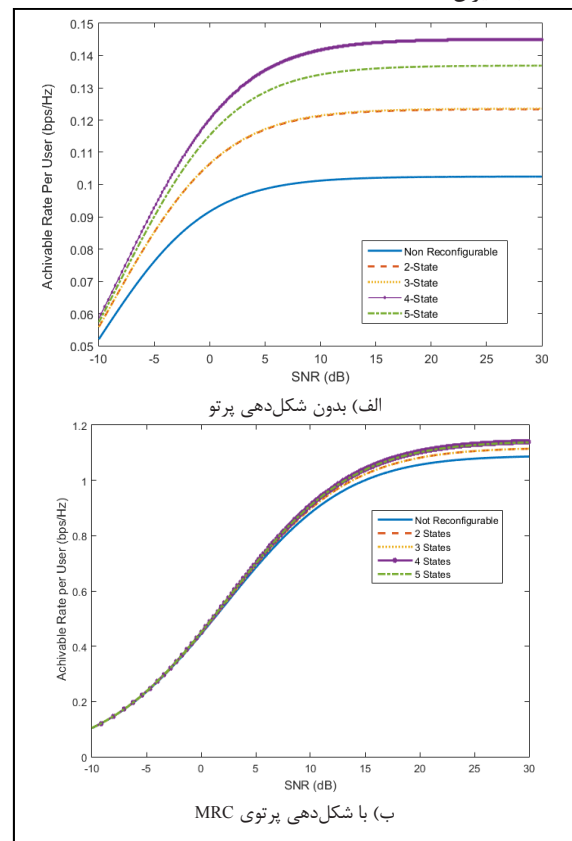 0.15
0.14
0.13
0.12
0.11
0.1
0.09
0.08
0.07
0.06
0.05
Achivable Rate Per User (bps/Hz)
Non Reconfigurable
2-State
3-State
4-State
5-State
-10 -5 0 5 10 15 20 25 30
SNR (dB)
الف) بدون شکل‌دهی پرتو
1.2
1
0.8
0.6
0.4
0.2
0
Achivable Rate per User (bps/Hz)
Not Reconfigurable
2 States
3 States
4 States
5 States
-10 -5 0 5 10 15 20 25 30
SNR (dB)
ب) با شکل‌دهی پرتوی MRC